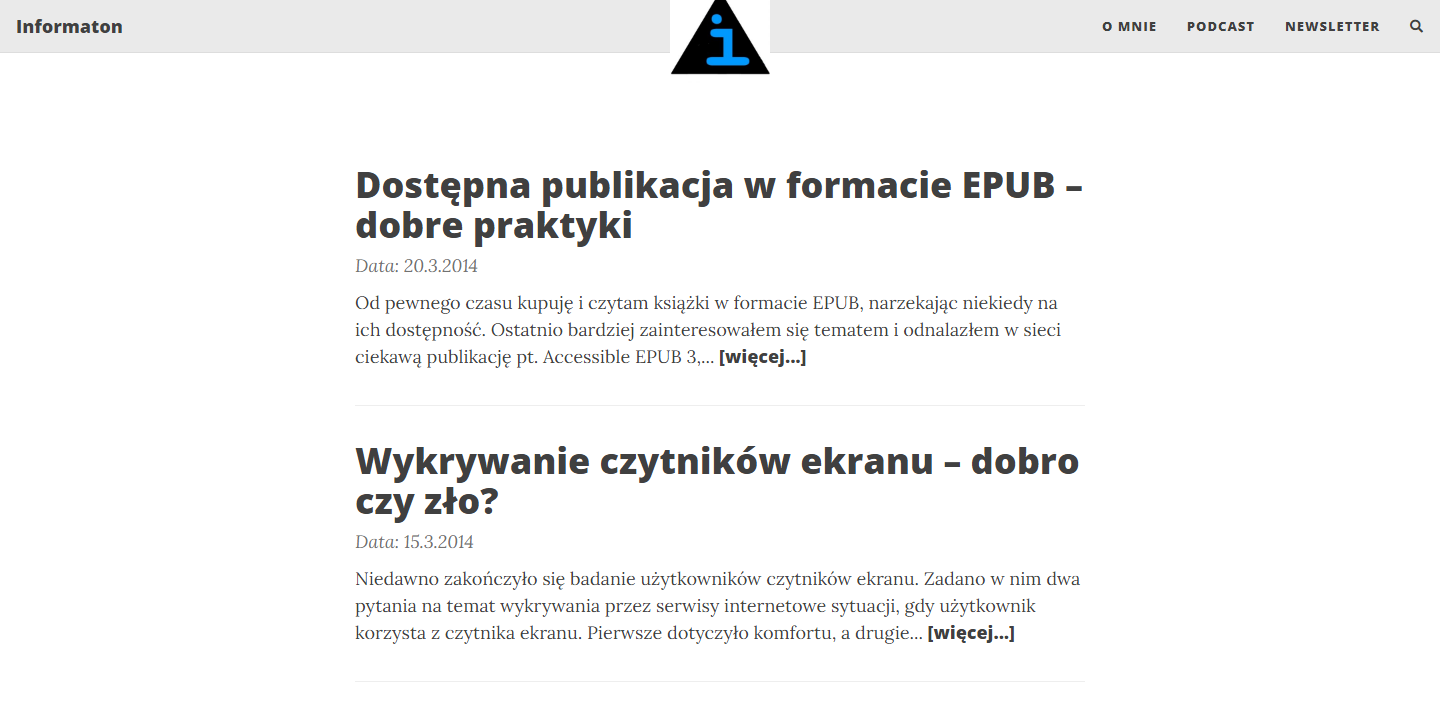 Informaton
i
O MNIE
PODCAST
NEWSLETTER
Dostępna publikacja w formacie EPUB –
dobre praktyki
Data: 20.3.2014
Od pewnego czasu kupuję i czytam książki w formacie EPUB, narzekając niekiedy na
ich dostępność. Ostatnio bardziej zainteresowałem się tematem i odnalazłem w sieci
ciekawą publikację pt. Accessible EPUB 3,... [więcej...]
Wykrywanie czytników ekranu – dobro
czy zło?
Data: 15.3.2014
Niedawno zakończyło się badanie użytkowników czytników ekranu. Zadano w nim dwa
pytania na temat wykrywania przez serwisy internetowe sytuacji, gdy użytkownik
korzysta z czytnika ekranu. Pierwsze dotyczyło komfortu, a drugie... [więcej...]